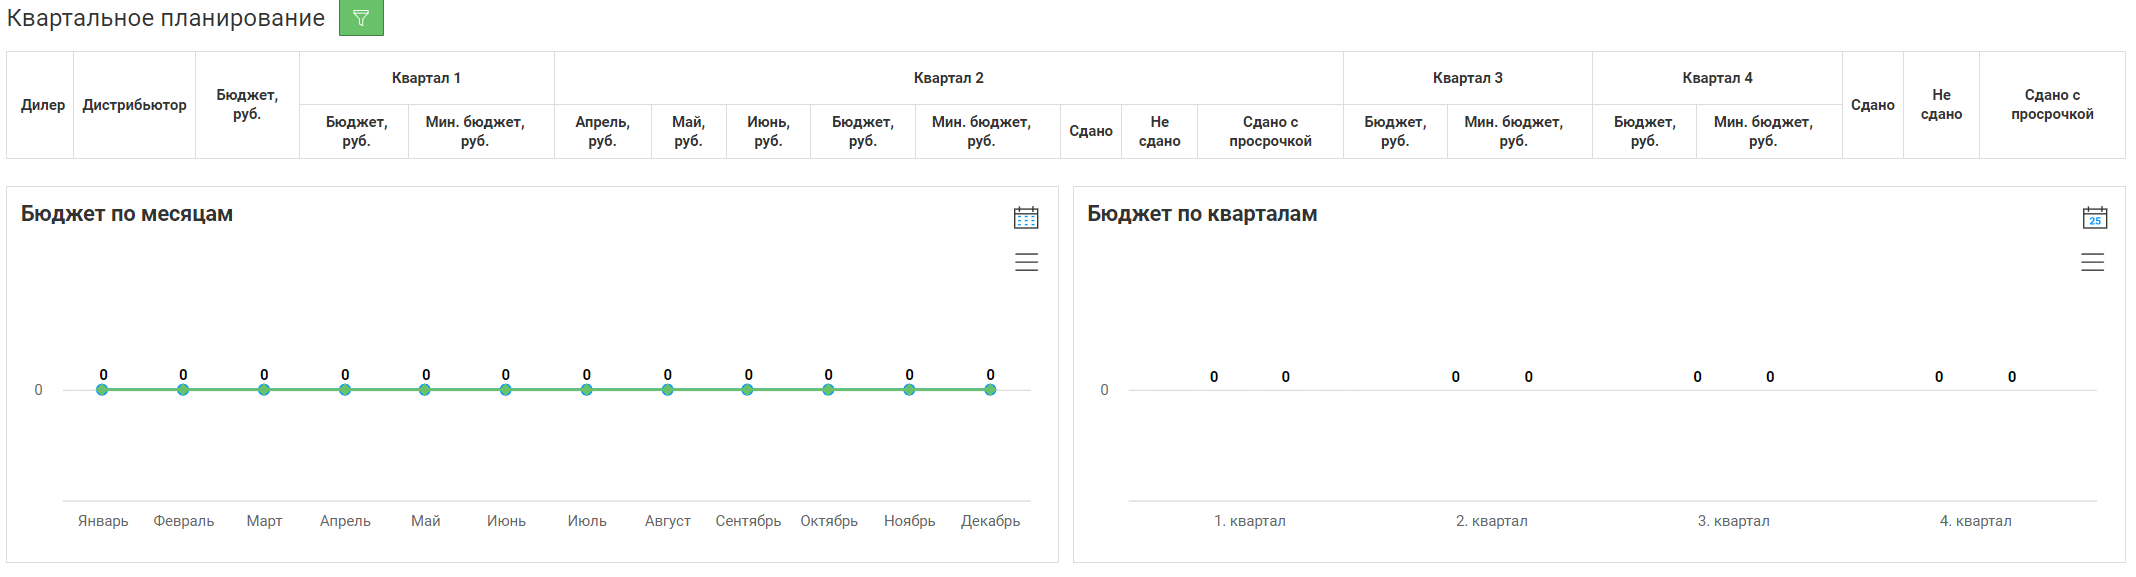 Квартальное планирование
Квартал 1 Квартал 2 Квартал 3 Квартал 4
Дилер Дистрибьютор Бюджет, руб. Сдано Не сдано Сдано с просрочкой
Бюджет, руб. Мин. бюджет, руб. Апрель, руб. Май, руб. Июнь, руб. Бюджет, руб. Мин. бюджет, руб. Сдано Не сдано Сдано с просрочкой Бюджет, руб. Мин. бюджет, руб. Бюджет, руб. Мин. бюджет, руб.
Бюджет по месяцам
0 0 0 0 0 0 0 0 0 0 0 0
0
Январь Февраль Март Апрель Май Июнь Июль Август Сентябрь Октябрь Ноябрь Декабрь
Бюджет по кварталам
25
0 0 0 0 0 0 0 0
0
1. квартал 2. квартал 3. квартал 4. квартал